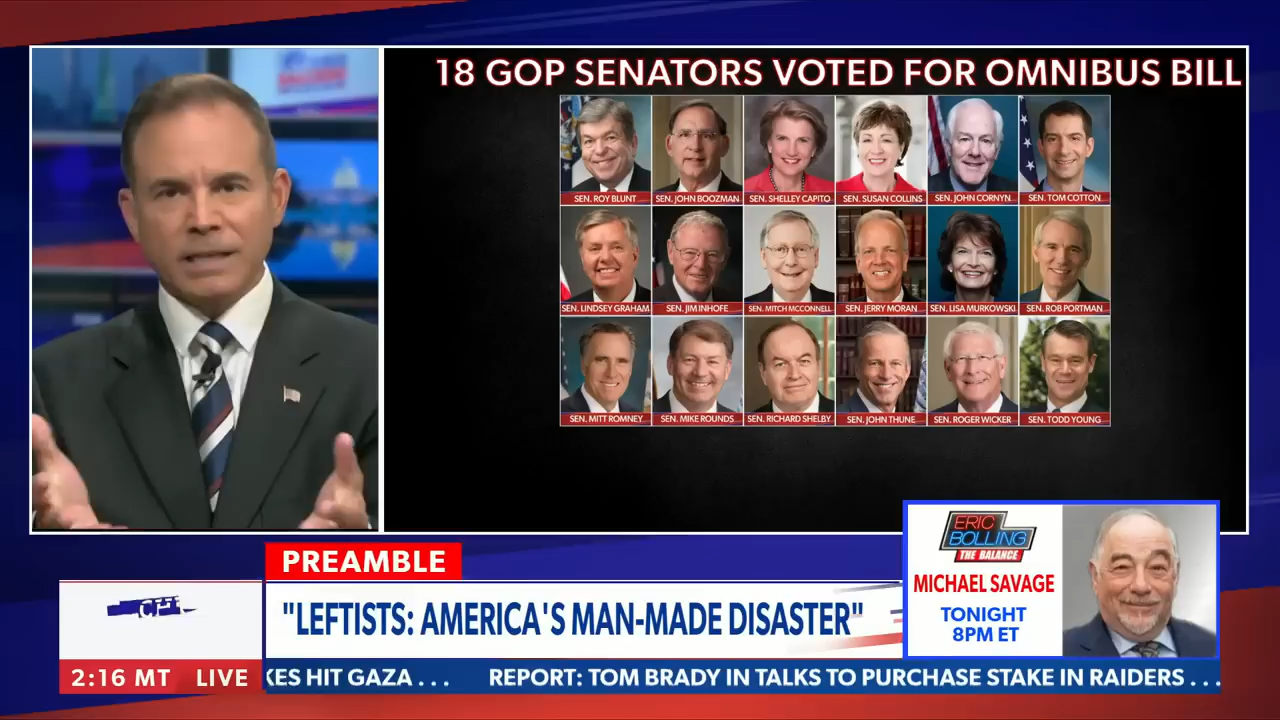 18 GOP SENATORS VOTED FOR OMNIBUS BILL
SEN. ROY BLUNT
SEN. JOHN BOOZMAN
SEN. SHELLEY CAPITO
SEN. SUSAN COLLINS
SEN. JOHN CORNYN
SEN. TOM COTTON
SEN. LINDSEY GRAHAM
SEN. JIM INHOFE
SEN. MITCH MCCONNELL
SEN. JERRY MORAN
SEN. LISA MURKOWSKI
SEN. ROB PORTMAN
SEN. MITT ROMNEY
SEN. MIKE ROUNDS
SEN. RICHARD SHELBY
SEN. JOHN THUNE
SEN. ROGER WICKER
SEN. TODD YOUNG
ERIC
BOLLING
THE BALANCE
MICHAEL SAVAGE
TONIGHT
8PM ET
PREAMBLE
"LEFTISTS: AMERICA'S MAN-MADE DISASTER"
2:16 MT LIVE
KES HIT GAZA . . . REPORT: TOM BRADY IN TALKS TO PURCHASE STAKE IN RAIDERS . . .